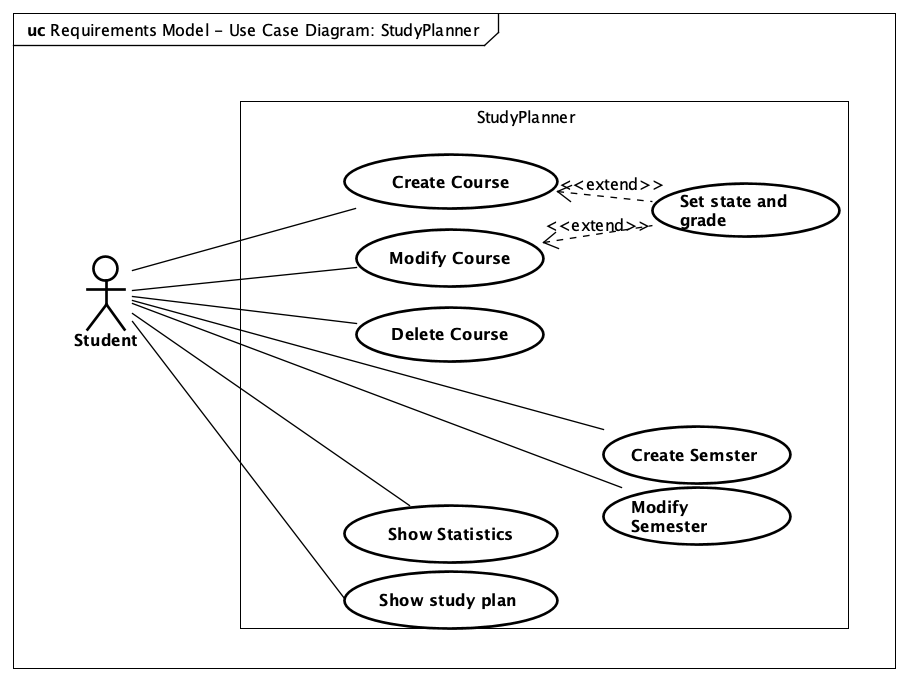 uc Requirements Model – Use Case Diagram: StudyPlanner
StudyPlanner
Create Course
<<extend>>
Set state and
grade
<<extend>>
Modify Course
Delete Course
Student
Create Semster
Modify
Semester
Show Statistics
Show study plan